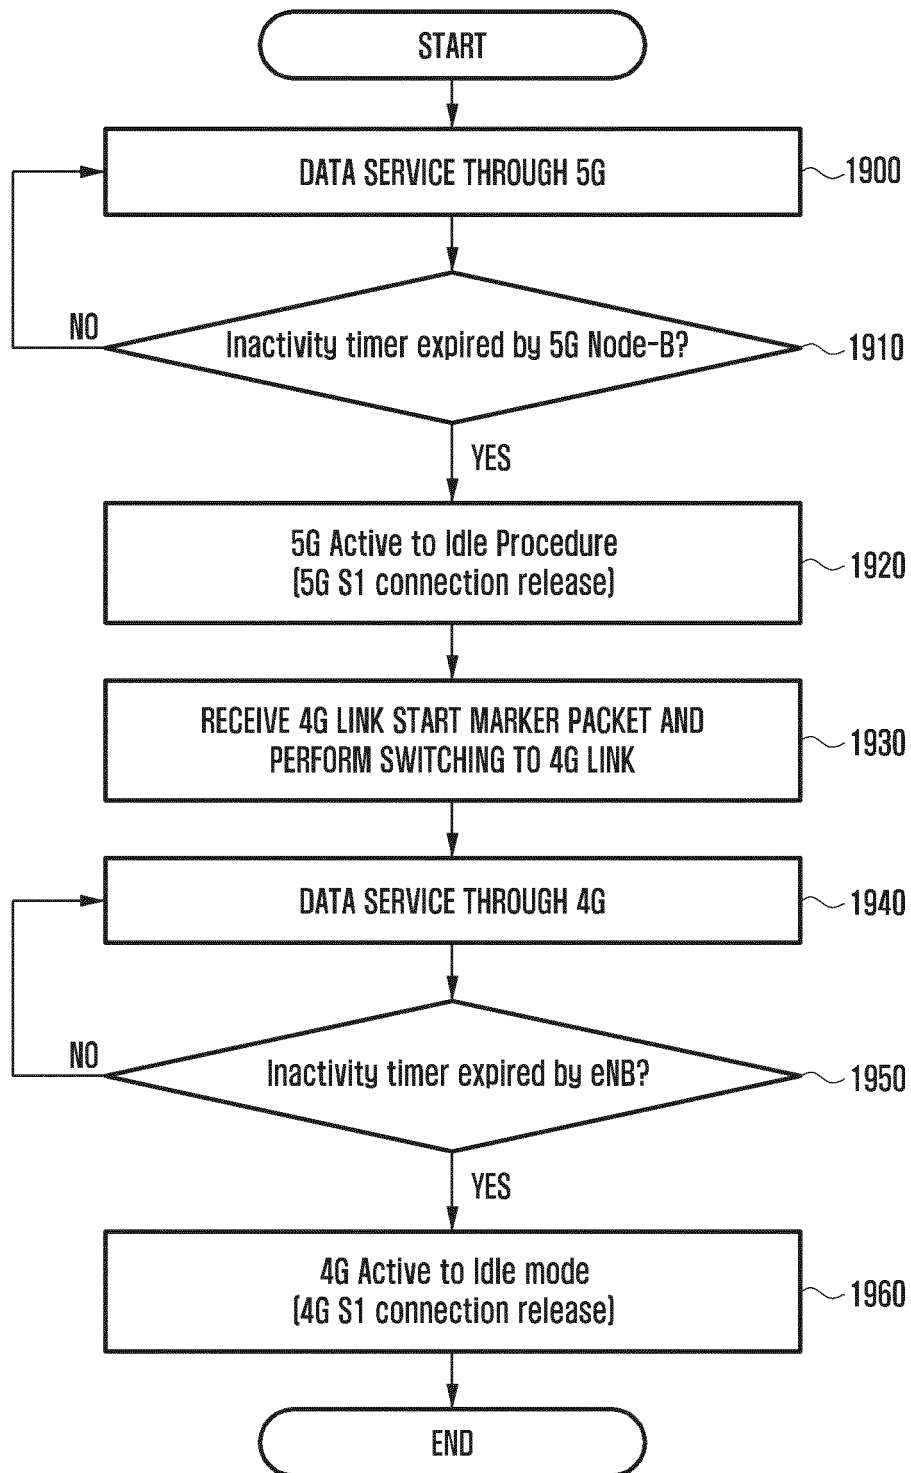 START
DATA SERVICE THROUGH 5G
1900
Inactivity timer expired by 5G Node-B?
1910
NO
YES
5G Active to Idle Procedure
(5G S1 connection release)
1920
RECEIVE 4G LINK START MARKER PACKET AND
PERFORM SWITCHING TO 4G LINK
1930
DATA SERVICE THROUGH 4G
1940
Inactivity timer expired by eNB?
1950
NO
YES
4G Active to Idle mode
(4G S1 connection release)
1960
END